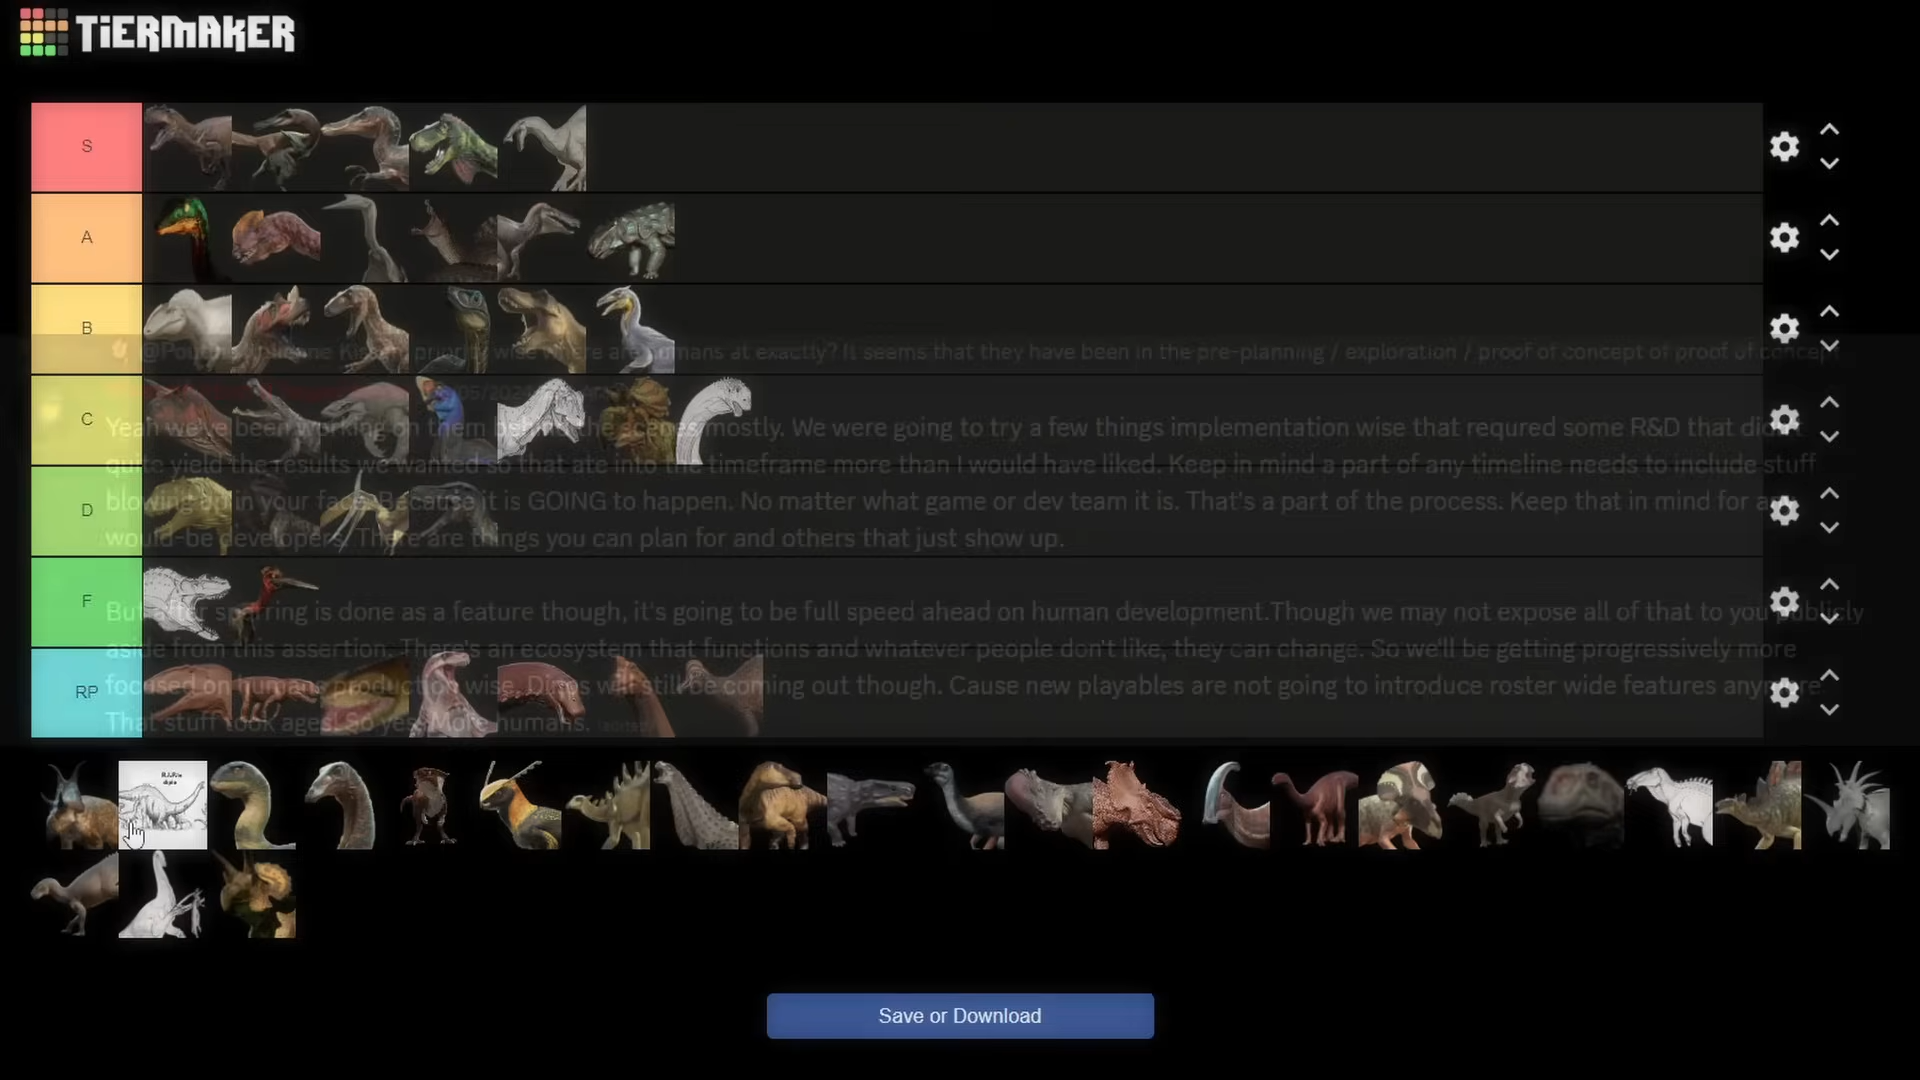 TiERMAKER
S
A
B
priority wise where are humans at exactly? It seems that they have been in the pre-planning / exploration / proof of concept of proof of concept
C
Yeah we've been working on them behind the scenes mostly. We were going to try a few things implementation wise that requred some R&D that didn't
quite yield the results we wanted so that ate into the timeframe more than I would have liked. Keep in mind a part of any timeline needs to include stuff
D
blowing up in your face. Because it is GOING to happen. No matter what game or dev team it is. That's a part of the process. Keep that in mind for any
would-be developers. There are things you can plan for and others that just show up.
F
But after sparring is done as a feature though, it's going to be full speed ahead on human development.Though we may not expose all of that to you publicly
aside from this assertion. There's an ecosystem that functions and whatever people don't like, they can change. So we'll be getting progressively more
RP
focused on production wise. Dinos will still be coming out though. Cause new playables are not going to introduce roster wide features anymore.
That stuff took ages. So yes. More humans. (edited)
R.I.P.
Save or Download